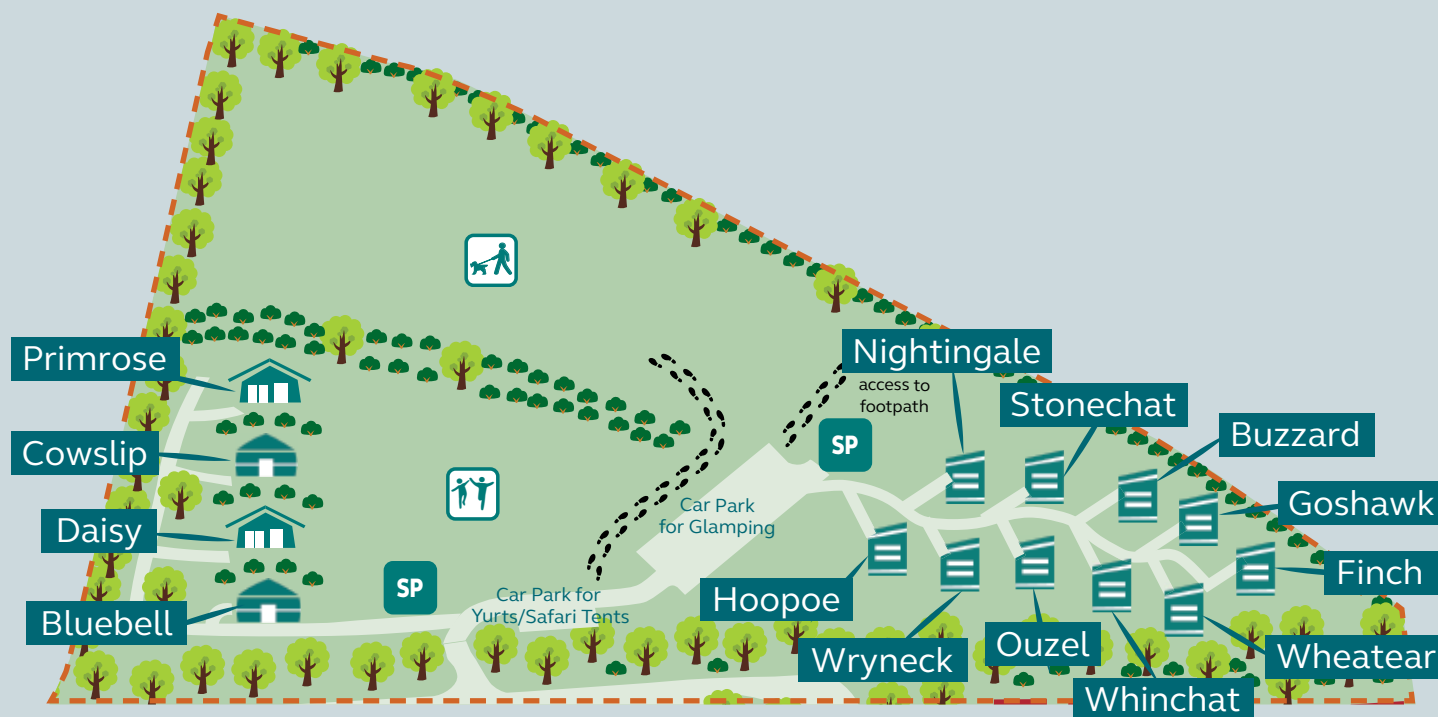 Primrose
Cowslip
Daisy
Bluebell
SP
Car Park for
Yurts/Safari Tents
Car Park
for Glamping
SP
access to
footpath
Nightingale
Stonechat
Buzzard
Goshawk
Finch
Wheatear
Whinchat
Ouzel
Wryneck
Hoopoe